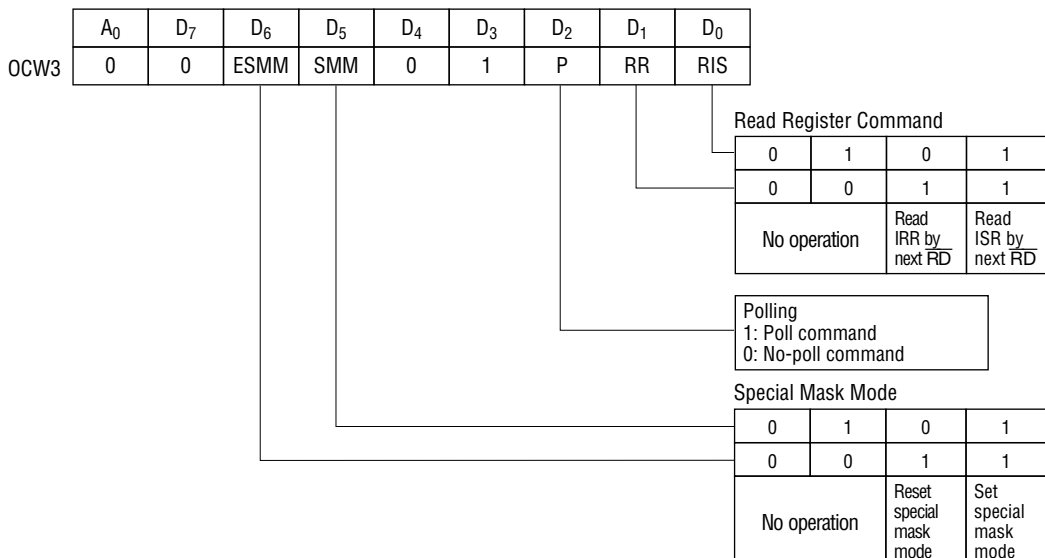 A₀ D₇ D₆ D₅ D₄ D₃ D₂ D₁ D₀
OCW3 0 0 ESMM SMM 0 1 P RR RIS
Read Register Command
0 1 0 1
0 0 1 1
No operation
Read
IRR by
next R̅D̅
Read
ISR by
next R̅D̅
Polling
1: Poll command
0: No-poll command
Special Mask Mode
0 1 0 1
0 0 1 1
No operation
Reset
special
mask
mode
Set
special
mask
mode